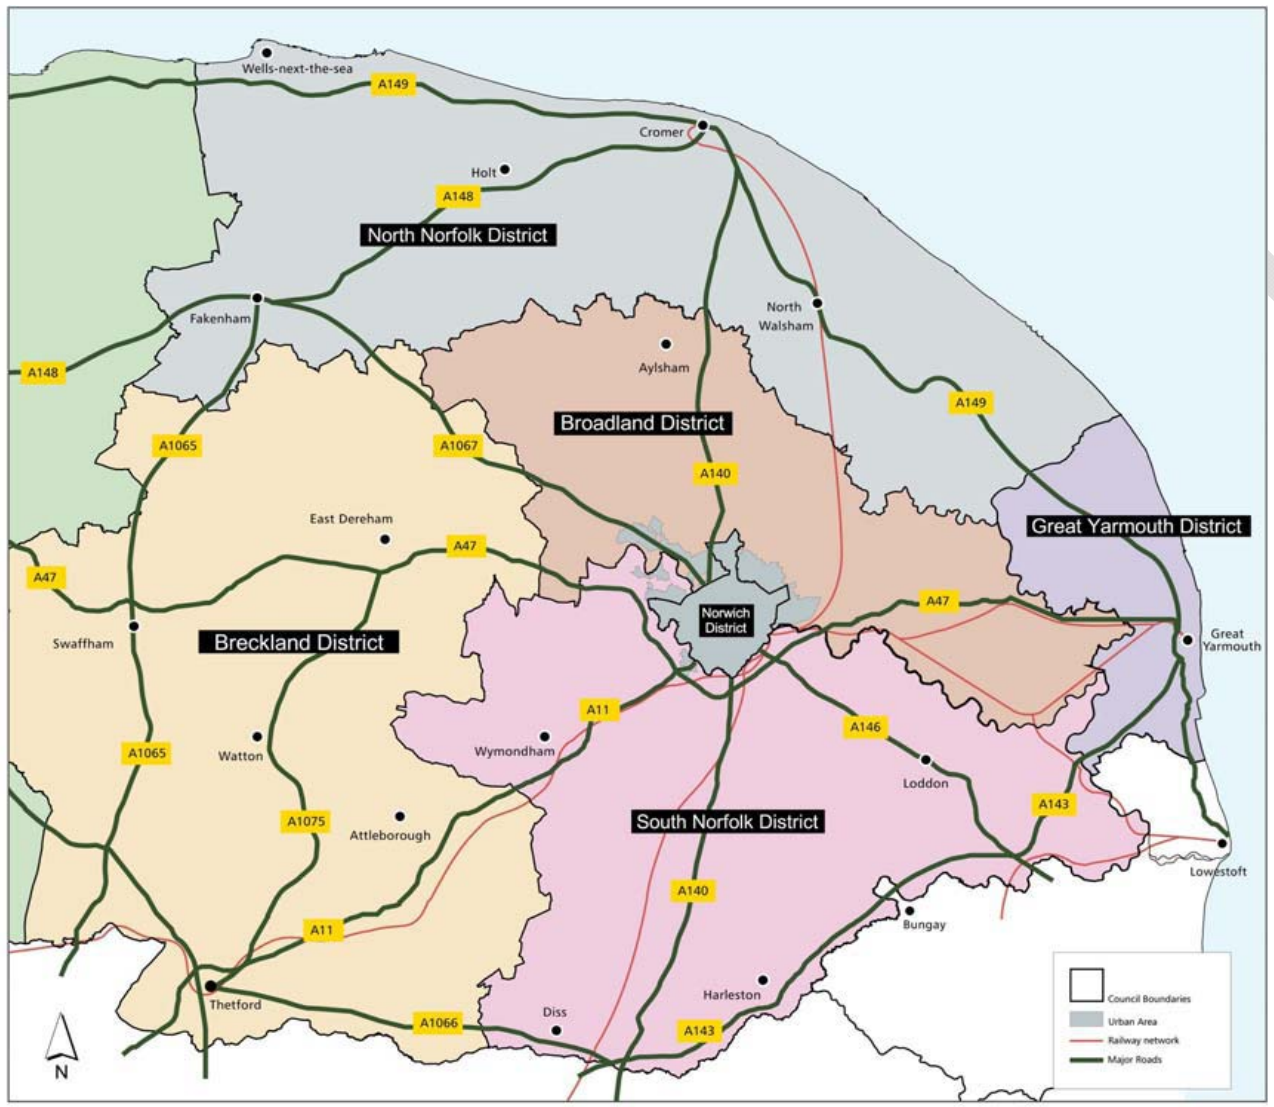 Wells-next-the-sea
A149
Cromer
Holt
A148
North Norfolk District
North
Walsham
Fakenham
A148
Aylsham
A149
Broadland District
A1065
A1067
A140
East Dereham
Great Yarmouth District
A47
A47
A47
Norwich
District
Swaffham
Breckland District
Great
Yarmouth
A11
A146
Wymondham
Watton
A1065
Loddon
A143
A1075
Attleborough
South Norfolk District
Lowestoft
A140
A11
Bungay
Harleston
Thetford
Diss
A1066
A143
N
Council Boundaries
Urban Area
Railway network
Major Roads